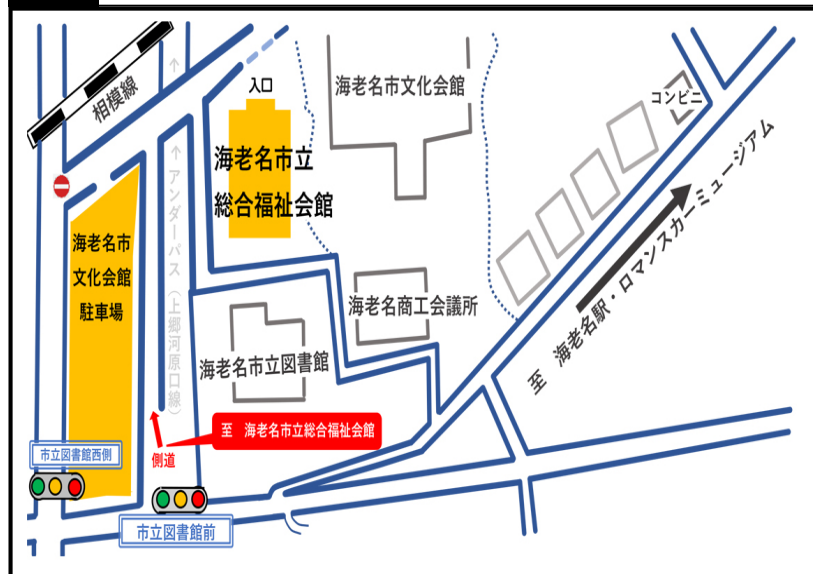 相模線
↑
入口
海老名市立
総合福祉会館
海老名市文化会館
コンビニ
海老名市
文化会館
駐車場
↑アンダーパス（上郷河原口線）
海老名商工会議所
海老名市立図書館
至　海老名駅・ロマンスカーミュージアム
至　海老名市立総合福祉会館
側道
市立図書館西側
市立図書館前